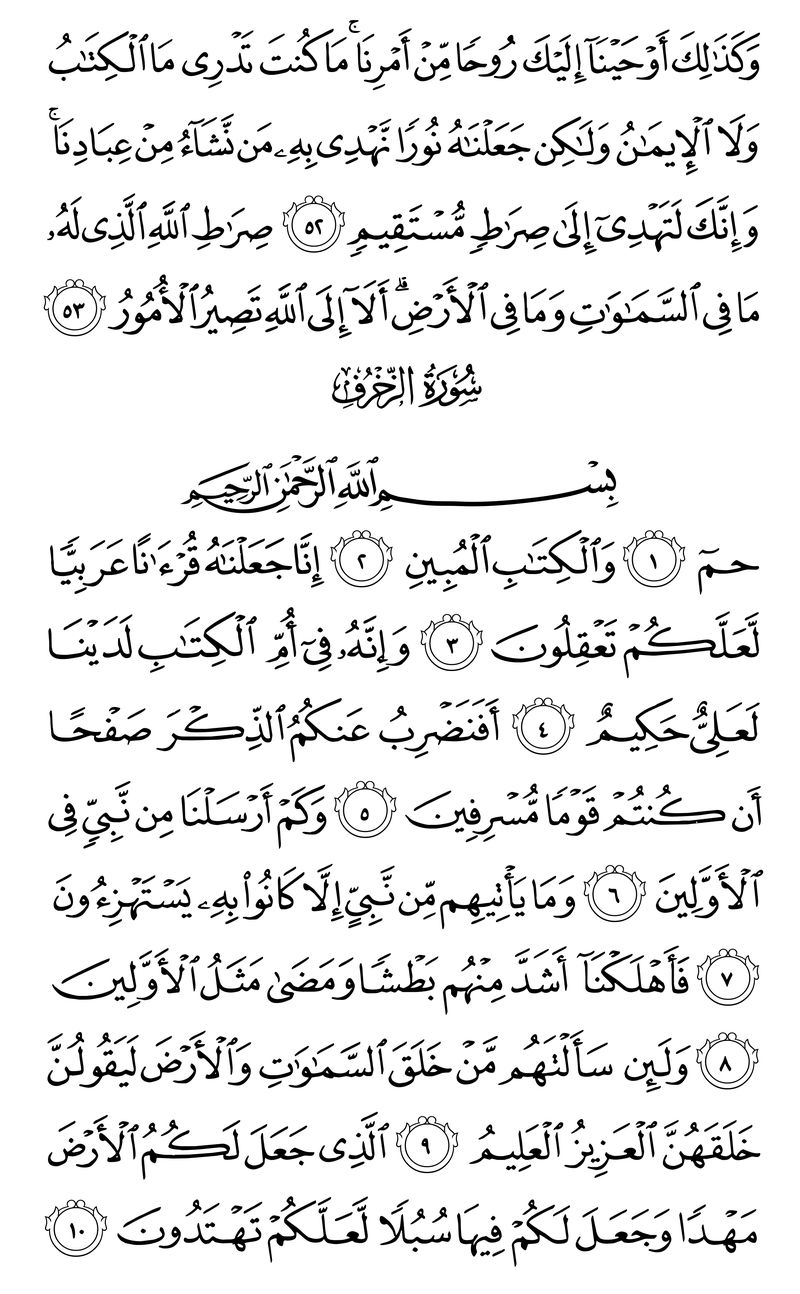 وَكَذَٰلِكَ أَوْحَيْنَآ إِلَيْكَ رُوحًا مِّنْ أَمْرِنَا ۚ مَا كُنتَ تَدْرِى مَا ٱلْكِتَٰبُ
وَلَا ٱلْإِيمَٰنُ وَلَٰكِن جَعَلْنَٰهُ نُورًا نَّهْدِى بِهِۦ مَن نَّشَآءُ مِنْ عِبَادِنَا ۚ
وَإِنَّكَ لَتَهْدِىٓ إِلَىٰ صِرَٰطٍ مُّسْتَقِيمٍ ٥٢ صِرَٰطِ ٱللَّهِ ٱلَّذِى لَهُۥ
مَا فِى ٱلسَّمَٰوَٰتِ وَمَا فِى ٱلْأَرْضِ ۗ أَلَآ إِلَى ٱللَّهِ تَصِيرُ ٱلْأُمُورُ ٥٣
سُورَةُ الزُّخْرُفِ
بِسْمِ ٱللَّهِ ٱلرَّحْمَٰنِ ٱلرَّحِيمِ
حمٓ ١ وَٱلْكِتَٰبِ ٱلْمُبِينِ ٢ إِنَّا جَعَلْنَٰهُ قُرْءَٰنًا عَرَبِيًّا
لَّعَلَّكُمْ تَعْقِلُونَ ٣ وَإِنَّهُۥ فِىٓ أُمِّ ٱلْكِتَٰبِ لَدَيْنَا
لَعَلِىٌّ حَكِيمٌ ٤ أَفَنَضْرِبُ عَنكُمُ ٱلذِّكْرَ صَفْحًا
أَن كُنتُمْ قَوْمًا مُّسْرِفِينَ ٥ وَكَمْ أَرْسَلْنَا مِن نَّبِىٍّ فِى
ٱلْأَوَّلِينَ ٦ وَمَا يَأْتِيهِم مِّن نَّبِىٍّ إِلَّا كَانُوا۟ بِهِۦ يَسْتَهْزِءُونَ
٧ فَأَهْلَكْنَآ أَشَدَّ مِنْهُم بَطْشًا وَمَضَىٰ مَثَلُ ٱلْأَوَّلِينَ
٨ وَلَئِن سَأَلْتَهُم مَّنْ خَلَقَ ٱلسَّمَٰوَٰتِ وَٱلْأَرْضَ لَيَقُولُنَّ
خَلَقَهُنَّ ٱلْعَزِيزُ ٱلْعَلِيمُ ٩ ٱلَّذِى جَعَلَ لَكُمُ ٱلْأَرْضَ
مَهْدًا وَجَعَلَ لَكُمْ فِيهَا سُبُلًا لَّعَلَّكُمْ تَهْتَدُونَ ١٠